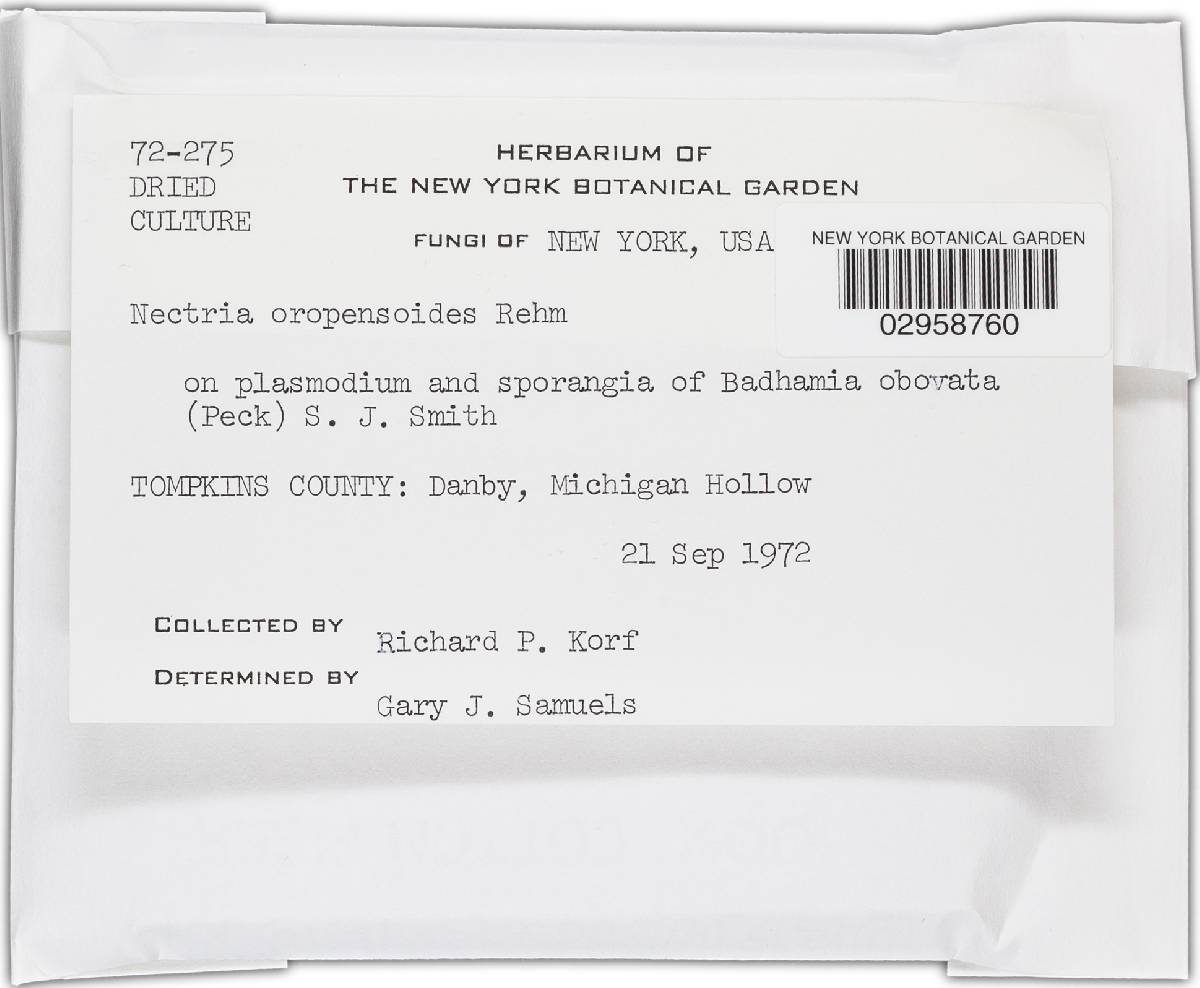 72-275
DRIED
CULTURE
HERBARIUM OF
THE NEW YORK BOTANICAL GARDEN
FUNGI OF NEW YORK, USA
NEW YORK BOTANICAL GARDEN
02958760
Nectria oropensoides Rehm
on plasmodium and sporangia of Badhamia obovata
(Peck) S. J. Smith
TOMPKINS COUNTY: Danby, Michigan Hollow
21 Sep 1972
COLLECTED BY Richard P. Korf
DETERMINED BY Gary J. Samuels